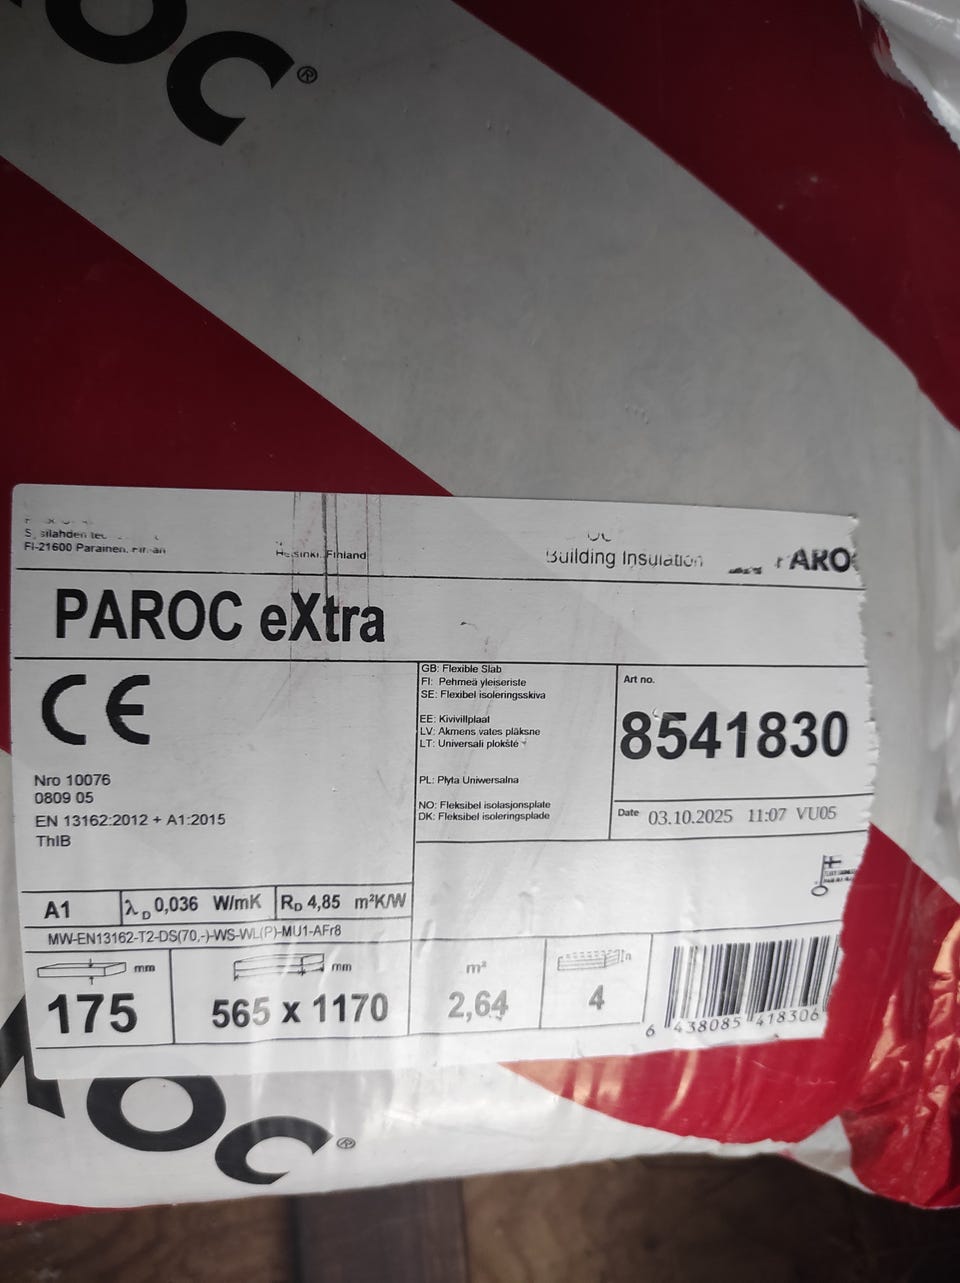 OC®
FI-21600 Parainen,
Helsinki, Finland
Building Insulation
PAROC
PAROC eXtra
CE
Nro 10076
0809 05
EN 13162:2012 + A1:2015
ThIB
GB: Flexible Slab
FI: Pehmeä yleiseriste
SE: Flexibel isoleringsskiva
EE: Kivivillplaat
LV: Akmens vates plāksne
LT: Universali plokštė
PL: Płyta Uniwersalna
NO: Fleksibel isolasjonsplate
DK: Fleksibel isoleringsplade
Art no.
8541830
Date 03.10.2025 11:07 VU05
A1
λD 0,036 W/mK
RD 4,85 m²K/W
MW-EN13162-T2-DS(70,-)-WS-WL(P)-MU1-AFr8
mm
175
mm
565 x 1170
m²
2,64
n
4
6 438085 418306
OC®